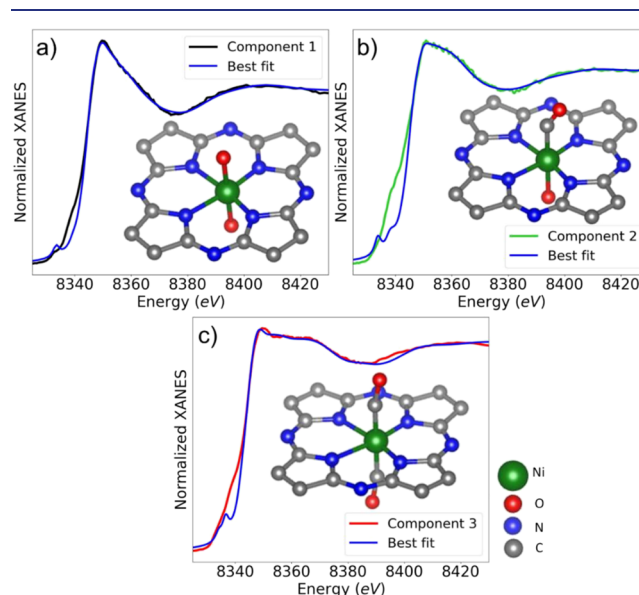 a)
Component 1
Best fit
Normalized XANES
8340 8360 8380 8400 8420
Energy (eV)
b)
Component 2
Best fit
Normalized XANES
8340 8360 8380 8400 8420
Energy (eV)
c)
Component 3
Best fit
Normalized XANES
8340 8360 8380 8400 8420
Energy (eV)
Ni
O
N
C